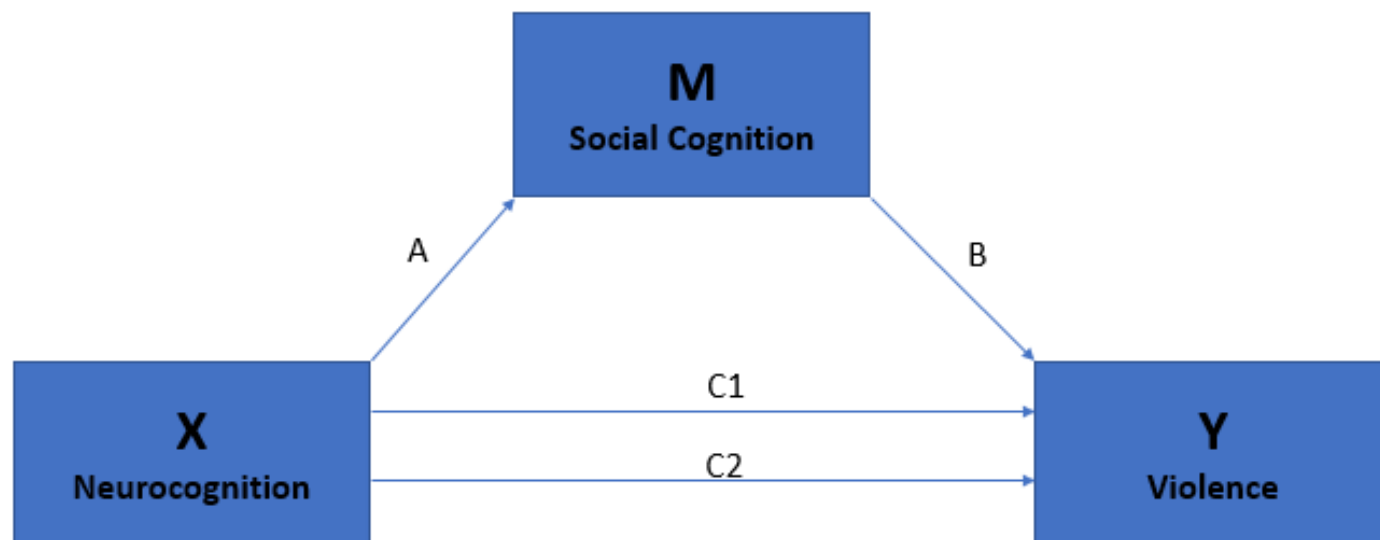 M
Social Cognition
A
B
C1
X
Neurocognition
C2
Y
Violence